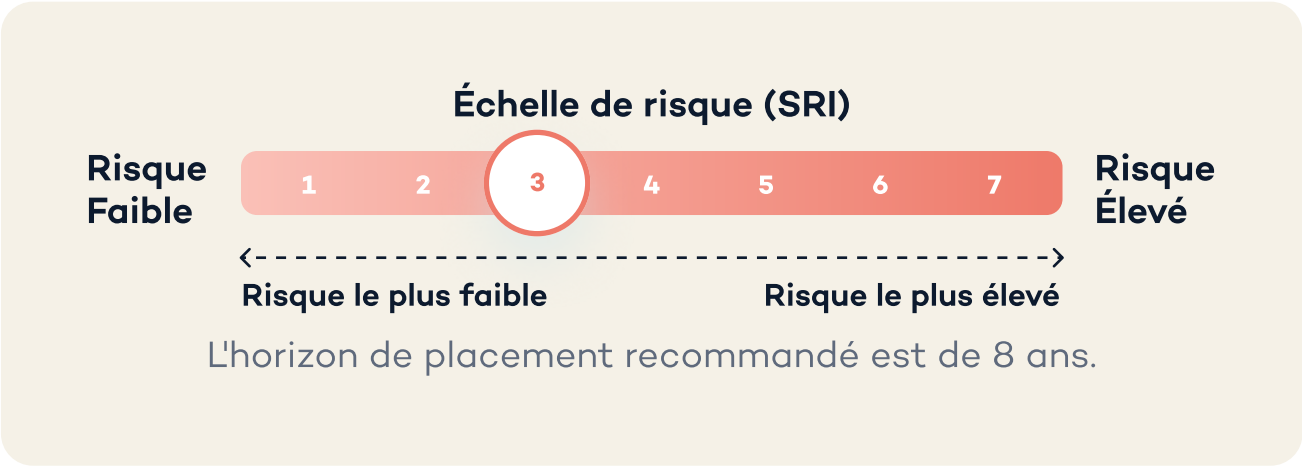 Échelle de risque (SRI)
Risque
Faible
1 2 3 4 5 6 7
Risque
Élevé
Risque le plus faible
Risque le plus élevé
L'horizon de placement recommandé est de 8 ans.